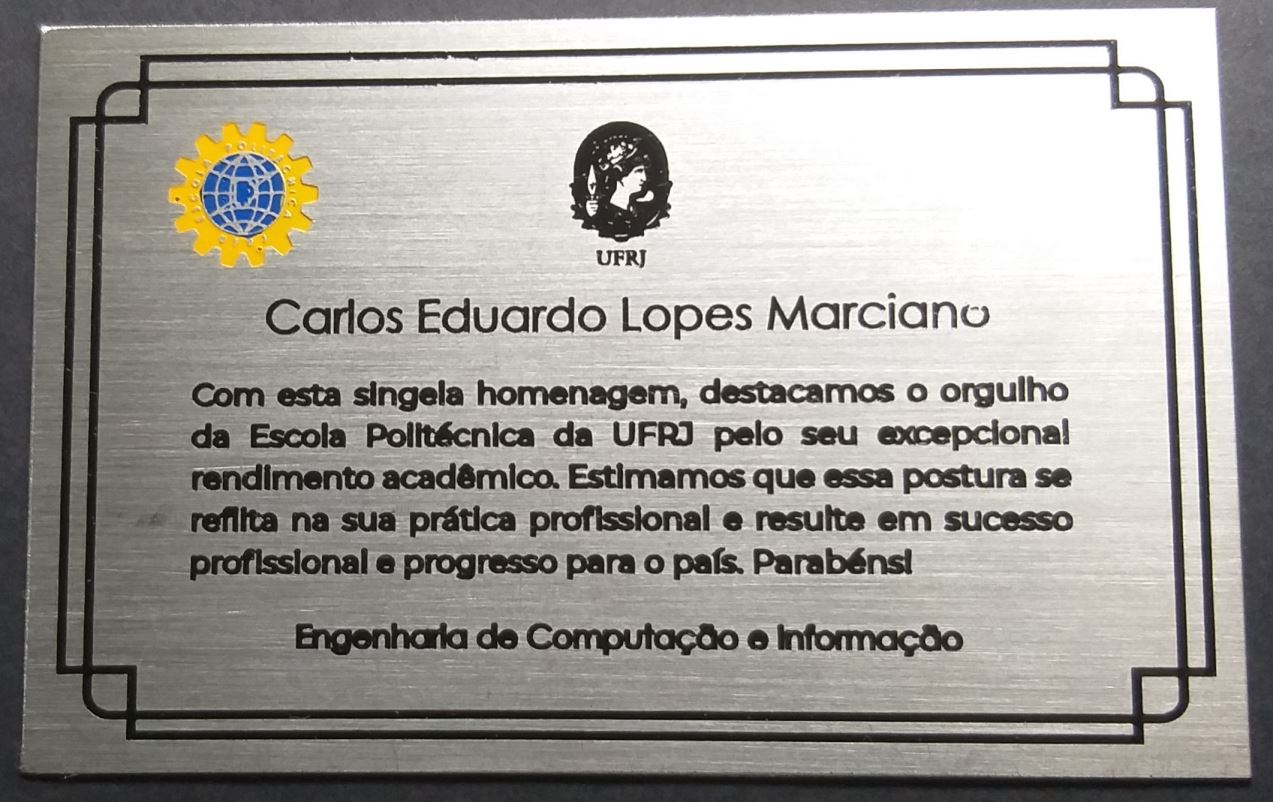 ESCOLA POLITÉCNICA
UFRJ
UFRJ
Carlos Eduardo Lopes Marciano
Com esta singela homenagem, destacamos o orgulho
da Escola Politécnica da UFRJ pelo seu excepcional
rendimento acadêmico. Estimamos que essa postura se
reflita na sua prática profissional e resulte em sucesso
profissional e progresso para o país. Parabéns!
Engenharia de Computação e Informação